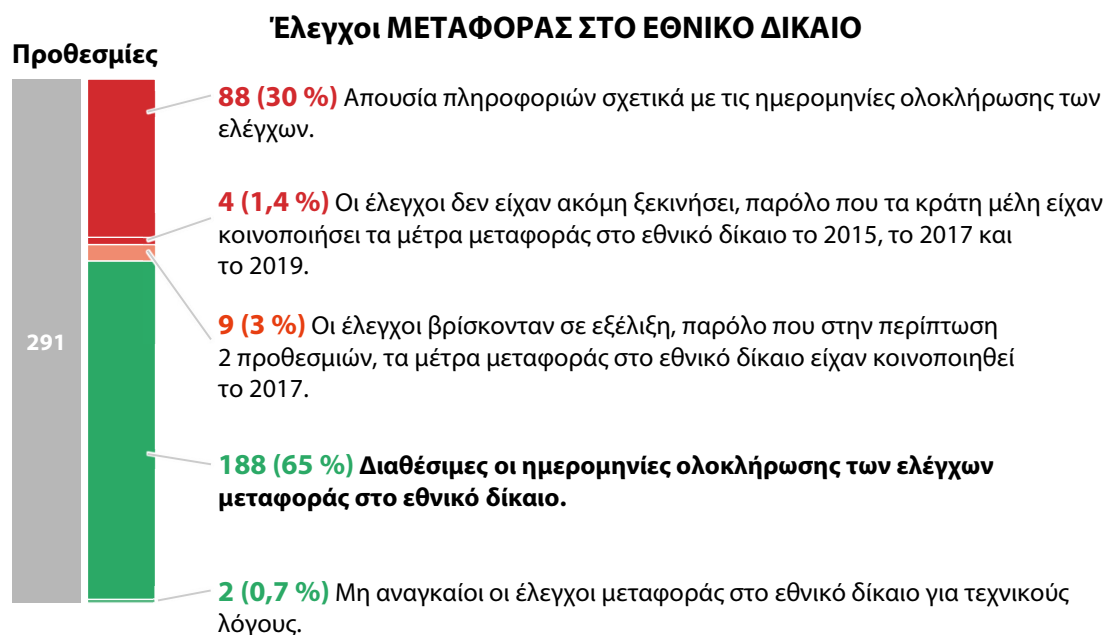 Έλεγχοι ΜΕΤΑΦΟΡΑΣ ΣΤΟ ΕΘΝΙΚΟ ΔΙΚΑΙΟ
Προθεσμίες
88 (30 %) Απουσία πληροφοριών σχετικά με τις ημερομηνίες ολοκλήρωσης των
ελέγχων.
4 (1,4 %) Οι έλεγχοι δεν είχαν ακόμη ξεκινήσει, παρόλο που τα κράτη μέλη είχαν
κοινοποιήσει τα μέτρα μεταφοράς στο εθνικό δίκαιο το 2015, το 2017 και
το 2019.
9 (3 %) Οι έλεγχοι βρίσκονταν σε εξέλιξη, παρόλο που στην περίπτωση
2 προθεσμιών, τα μέτρα μεταφοράς στο εθνικό δίκαιο είχαν κοινοποιηθεί
το 2017.
291
188 (65 %) Διαθέσιμες οι ημερομηνίες ολοκλήρωσης των ελέγχων
μεταφοράς στο εθνικό δίκαιο.
2 (0,7 %) Μη αναγκαίοι οι έλεγχοι μεταφοράς στο εθνικό δίκαιο για τεχνικούς
λόγους.